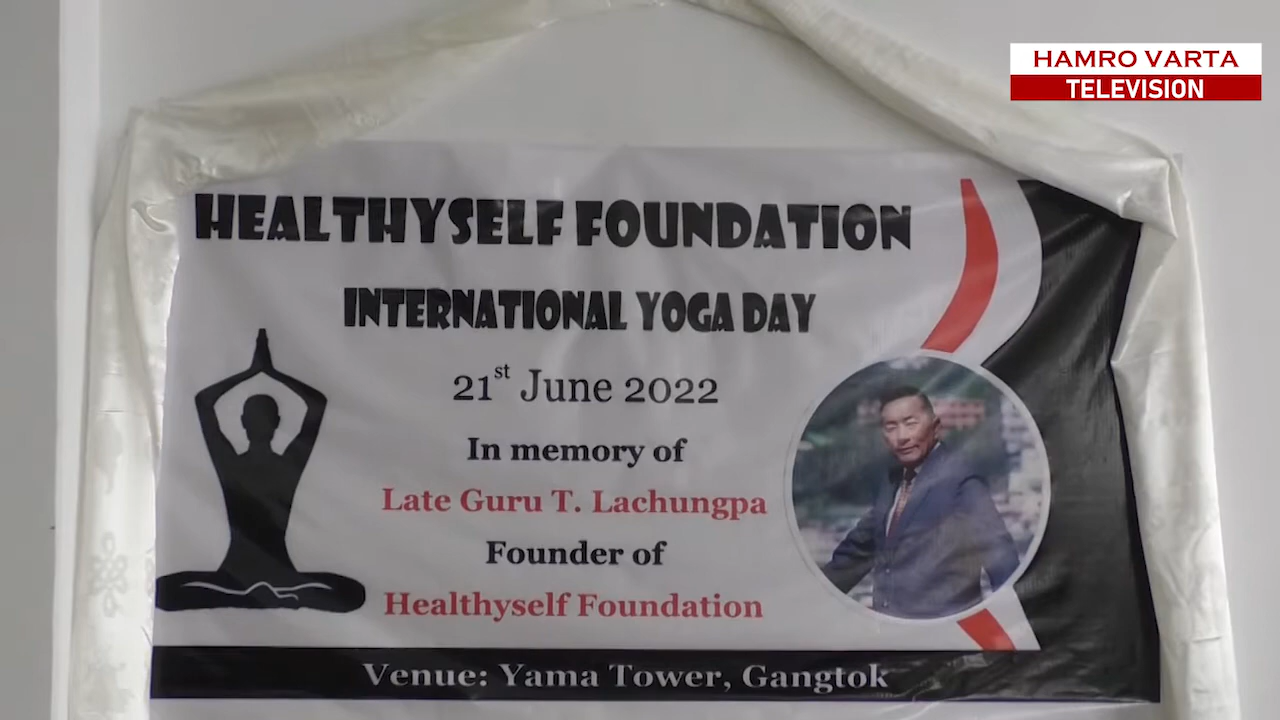 HAMRO VARTA
TELEVISION
HEALTHYSELF FOUNDATION
INTERNATIONAL YOGA DAY
21st June 2022
In memory of
Late Guru T. Lachungpa
Founder of
Healthyself Foundation
Venue: Yama Tower, Gangtok